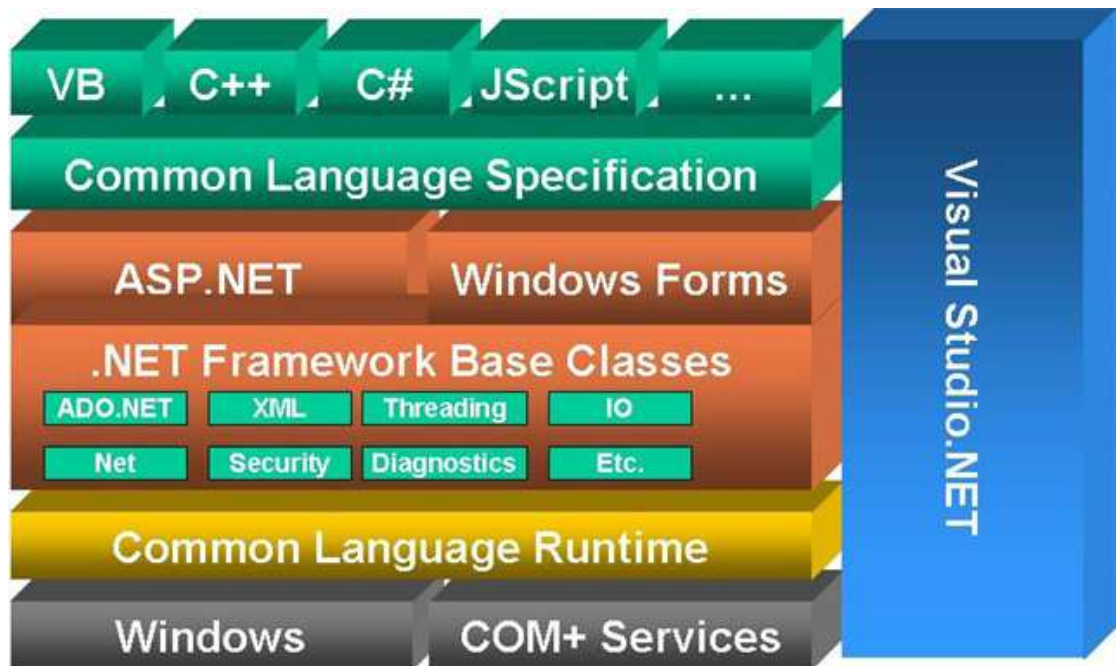 VB C++ C# JScript ...
Common Language Specification
ASP.NET Windows Forms
.NET Framework Base Classes
ADO.NET XML Threading IO
Net Security Diagnostics Etc.
Common Language Runtime
Windows COM+ Services
Visual Studio.NET